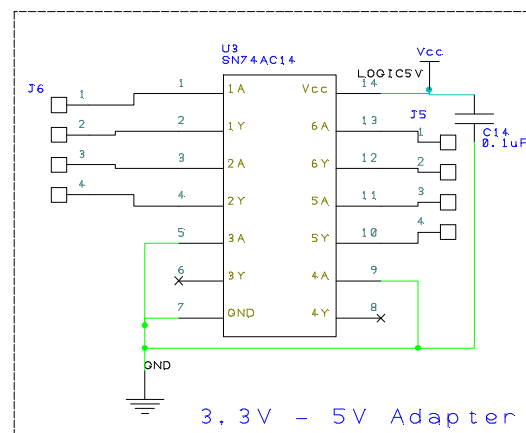 U3
SN74AC14
Vcc
LOGIC5V
J6
1 1 1A Vcc 14
J5
2 2 1Y 6A 13 1
C14
0.1uF
3 3 2A 6Y 12 2
4 4 2Y 5A 11 3
5 3A 5Y 10 4
6 3Y 4A 9
7 GND 4Y 8
GND
3.3V - 5V Adapter